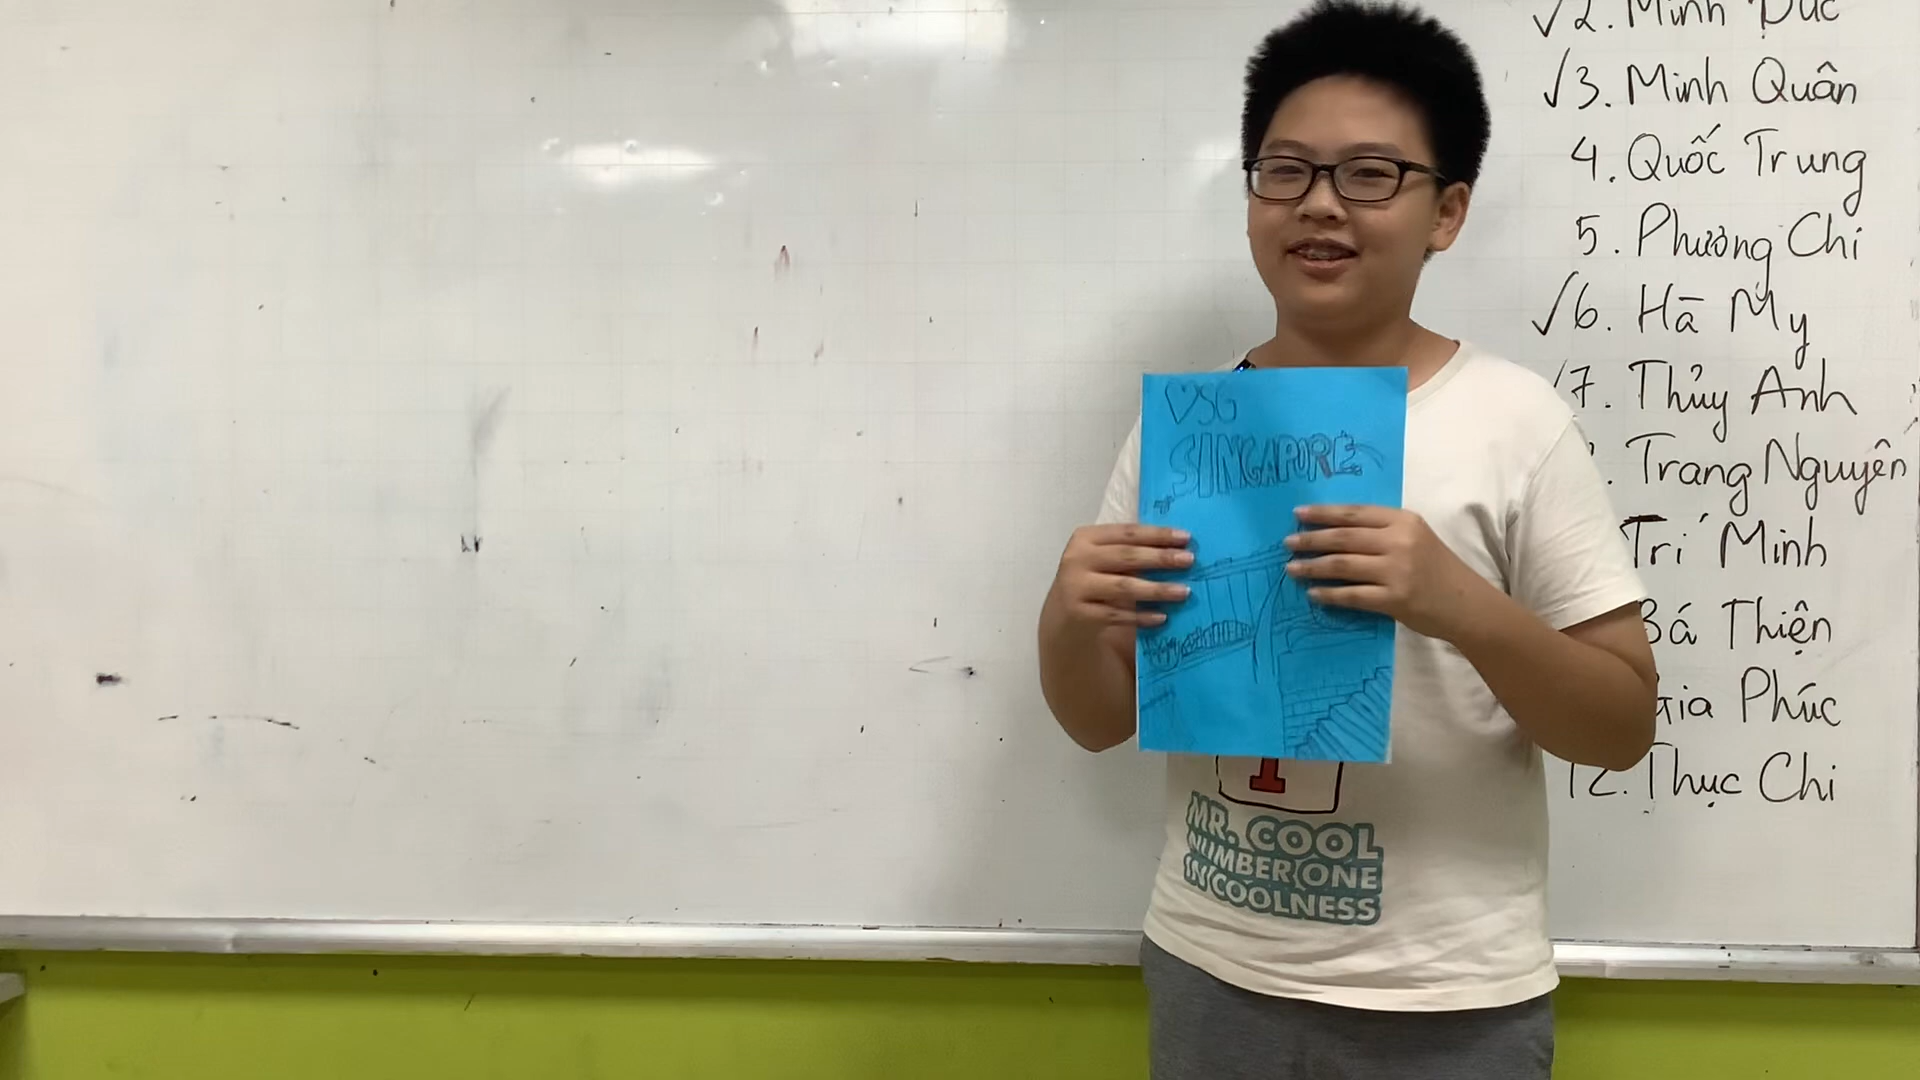 √2. Minh Đức
√3. Minh Quân
4. Quốc Trung
5. Phương Chi
√6. Hà My
√7. Thủy Anh
. Trang Nguyên
Trí Minh
Bá Thiện
Gia Phúc
12. Thục Chi
♡SG
SINGAPORE
1
MR. COOL
NUMBER ONE
IN COOLNESS